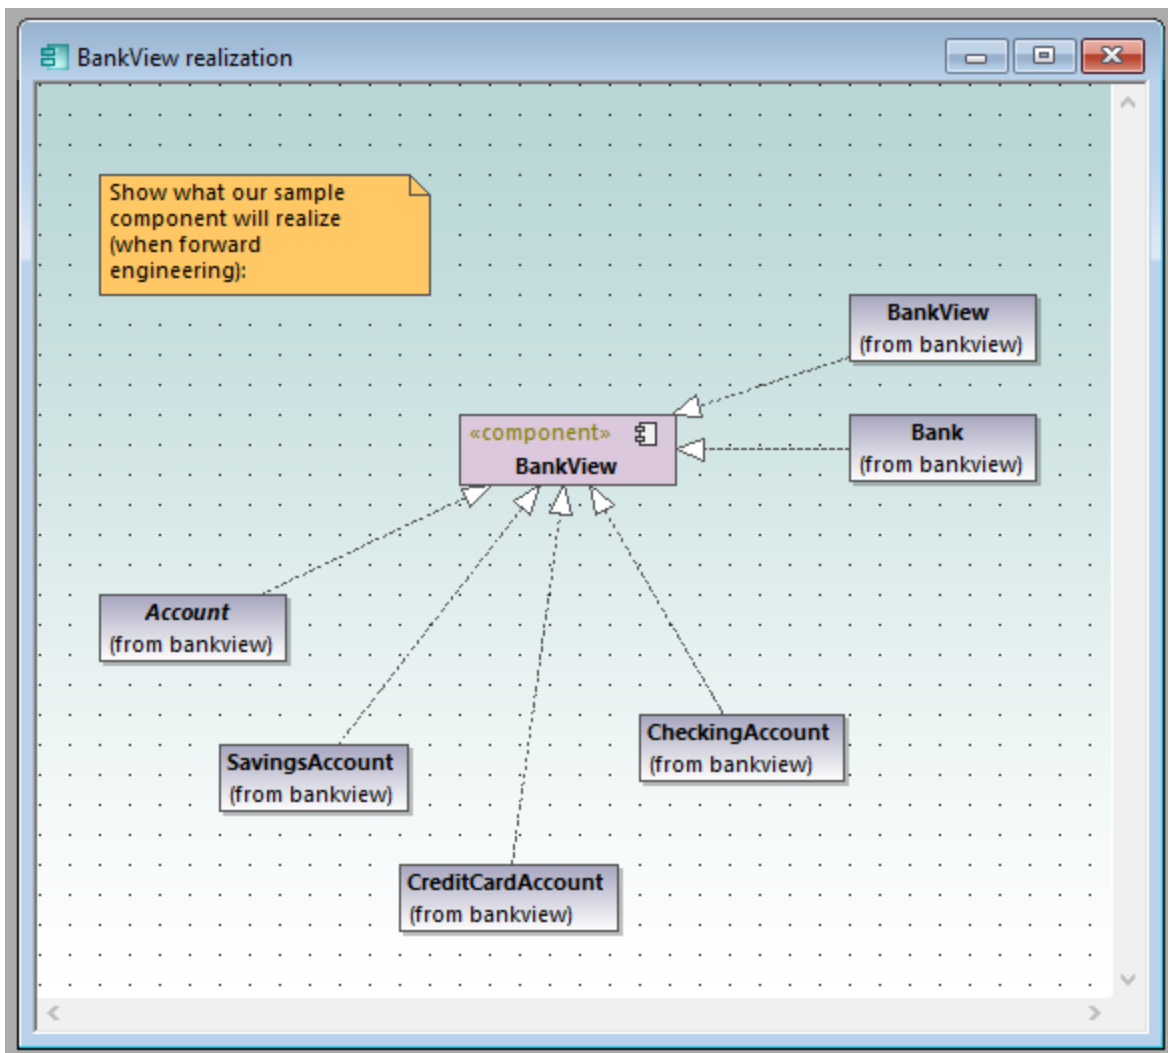 BankView realization
Show what our sample
component will realize
(when forward
engineering):
BankView
(from bankview)
«component»
BankView
Bank
(from bankview)
Account
(from bankview)
CheckingAccount
(from bankview)
SavingsAccount
(from bankview)
CreditCardAccount
(from bankview)